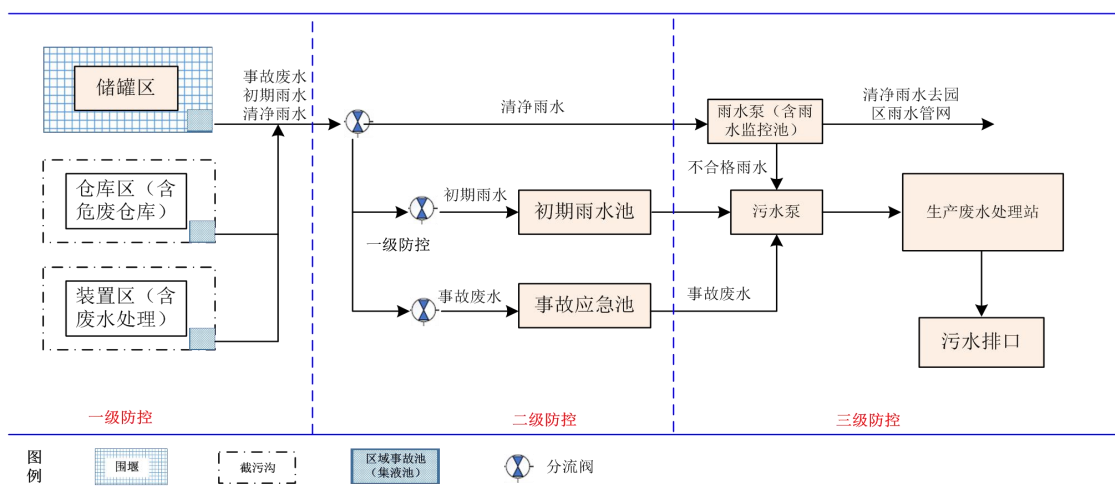 储罐区
事故废水
初期雨水
清净雨水
仓库区（含
危废仓库）
装置区（含
废水处理）
清净雨水
雨水泵（含雨
水监控池）
清净雨水去园
区雨水管网
不合格雨水
初期雨水
初期雨水池
污水泵
生产废水处理站
一级防控
事故废水
事故应急池
事故废水
污水排口
一级防控
二级防控
三级防控
图
例
围堰
截污沟
区域事故池
（集液池）
分流阀